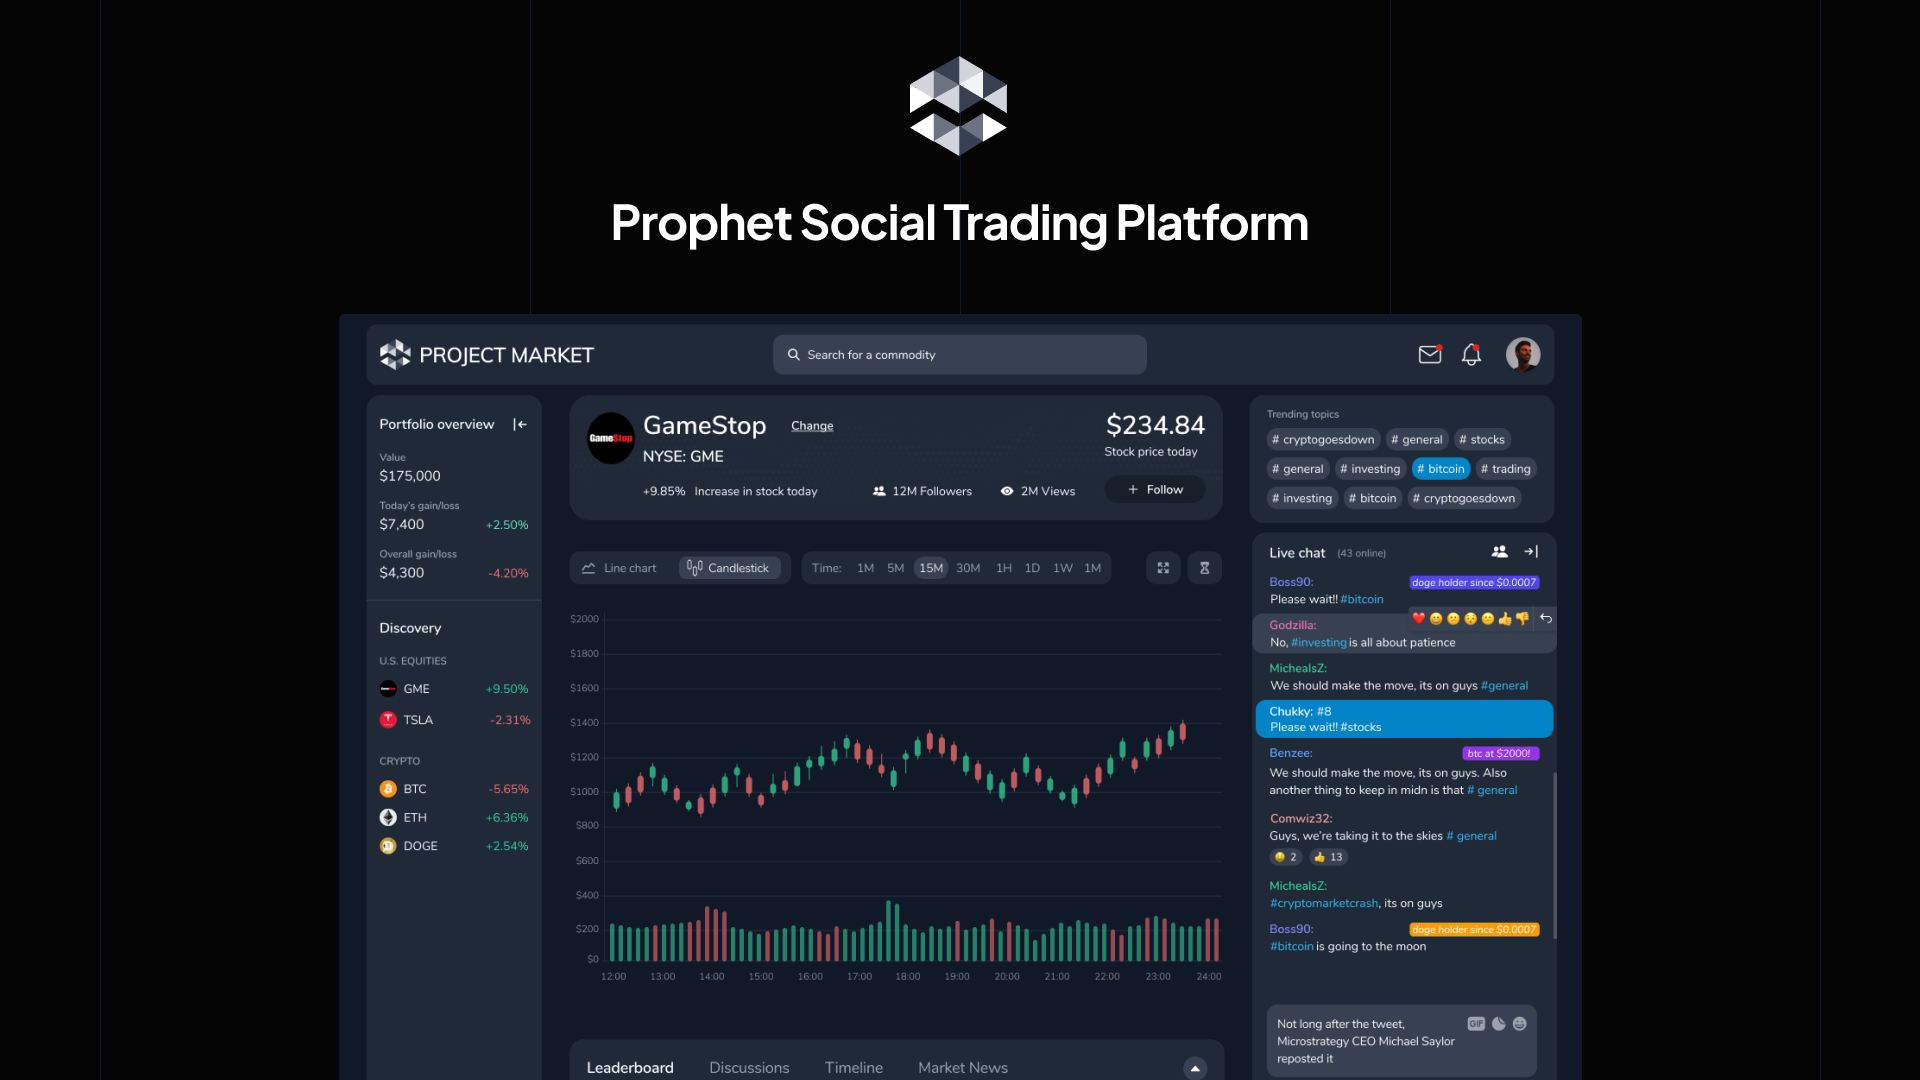 Prophet Social Trading Platform
PROJECT MARKET
Search for a commodity
Portfolio overview
Value
$175,000
Today's gain/loss
$7,400 +2.50%
Overall gain/loss
$4,300 -4.20%
Discovery
U.S. EQUITIES
GME +9.50%
TSLA -2.31%
CRYPTO
BTC -5.65%
ETH +6.36%
DOGE +2.54%
GameStop
GameStop Change
NYSE: GME
+9.85% Increase in stock today
12M Followers
2M Views
$234.84
Stock price today
+ Follow
Line chart Candlestick
Time: 1M 5M 15M 30M 1H 1D 1W 1M
$2000
$1800
$1600
$1400
$1200
$1000
$800
$600
$400
$200
$0
12:00 13:00 14:00 15:00 16:00 17:00 18:00 19:00 20:00 21:00 22:00 23:00 24:00
Leaderboard Discussions Timeline Market News
Trending topics
# cryptogoesdown # general # stocks
# general # investing # bitcoin # trading
# investing # bitcoin # cryptogoesdown
Live chat (43 online)
Boss90: doge holder since $0.0007
Please wait!! #bitcoin
Godzilla:
No, #investing is all about patience
MichealsZ:
We should make the move, its on guys #general
Chukky: #8
Please wait!! #stocks
Benzee: btc at $2000!
We should make the move, its on guys. Also
another thing to keep in midn is that # general
Comwiz32:
Guys, we're taking it to the skies # general
2 13
MichealsZ:
#cryptomarketcrash, its on guys
Boss90: doge holder since $0.0007
#bitcoin is going to the moon
Not long after the tweet,
Microstrategy CEO Michael Saylor
reposted it
GIF